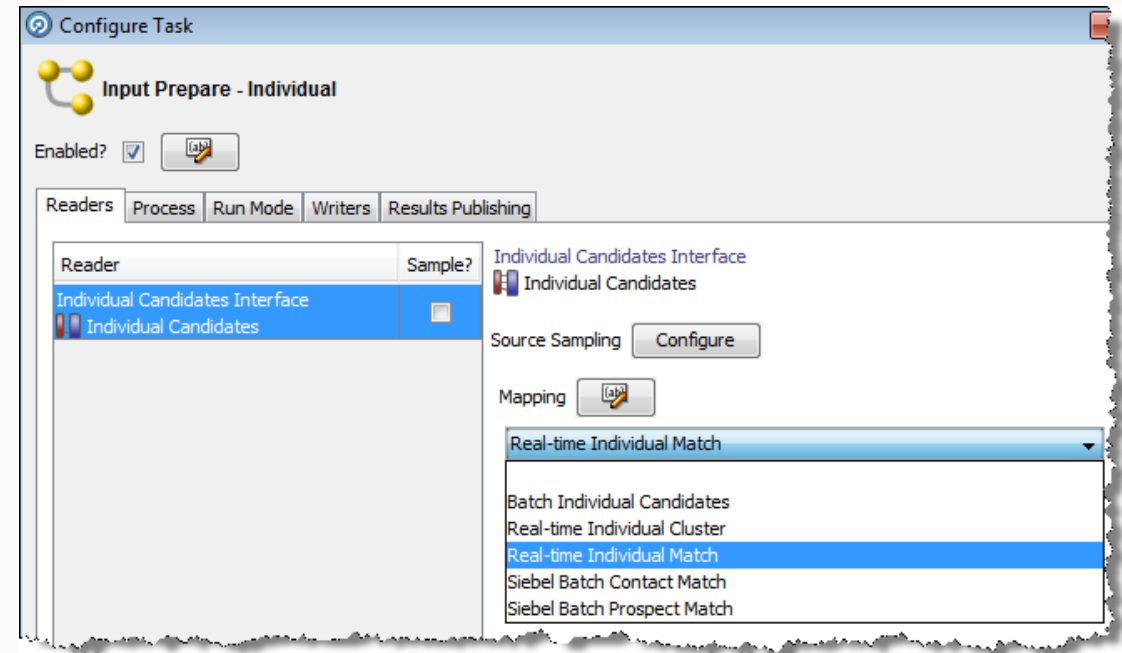 Configure Task
Input Prepare - Individual
Enabled?
(ab)
Readers Process Run Mode Writers Results Publishing
Reader Sample?
Individual Candidates Interface
Individual Candidates
Individual Candidates Interface
Individual Candidates
Source Sampling Configure
Mapping (ab)
Real-time Individual Match
Batch Individual Candidates
Real-time Individual Cluster
Real-time Individual Match
Siebel Batch Contact Match
Siebel Batch Prospect Match